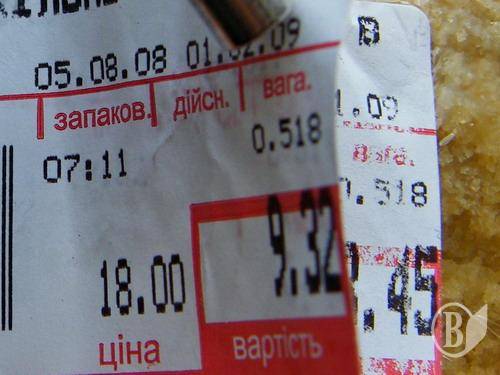 05.08.08 01.02.09
запаков. дійсн. вага.
07:11 0.518
18.00 9.32
ціна вартість
В
1.09
вага.
0.518
.45
B